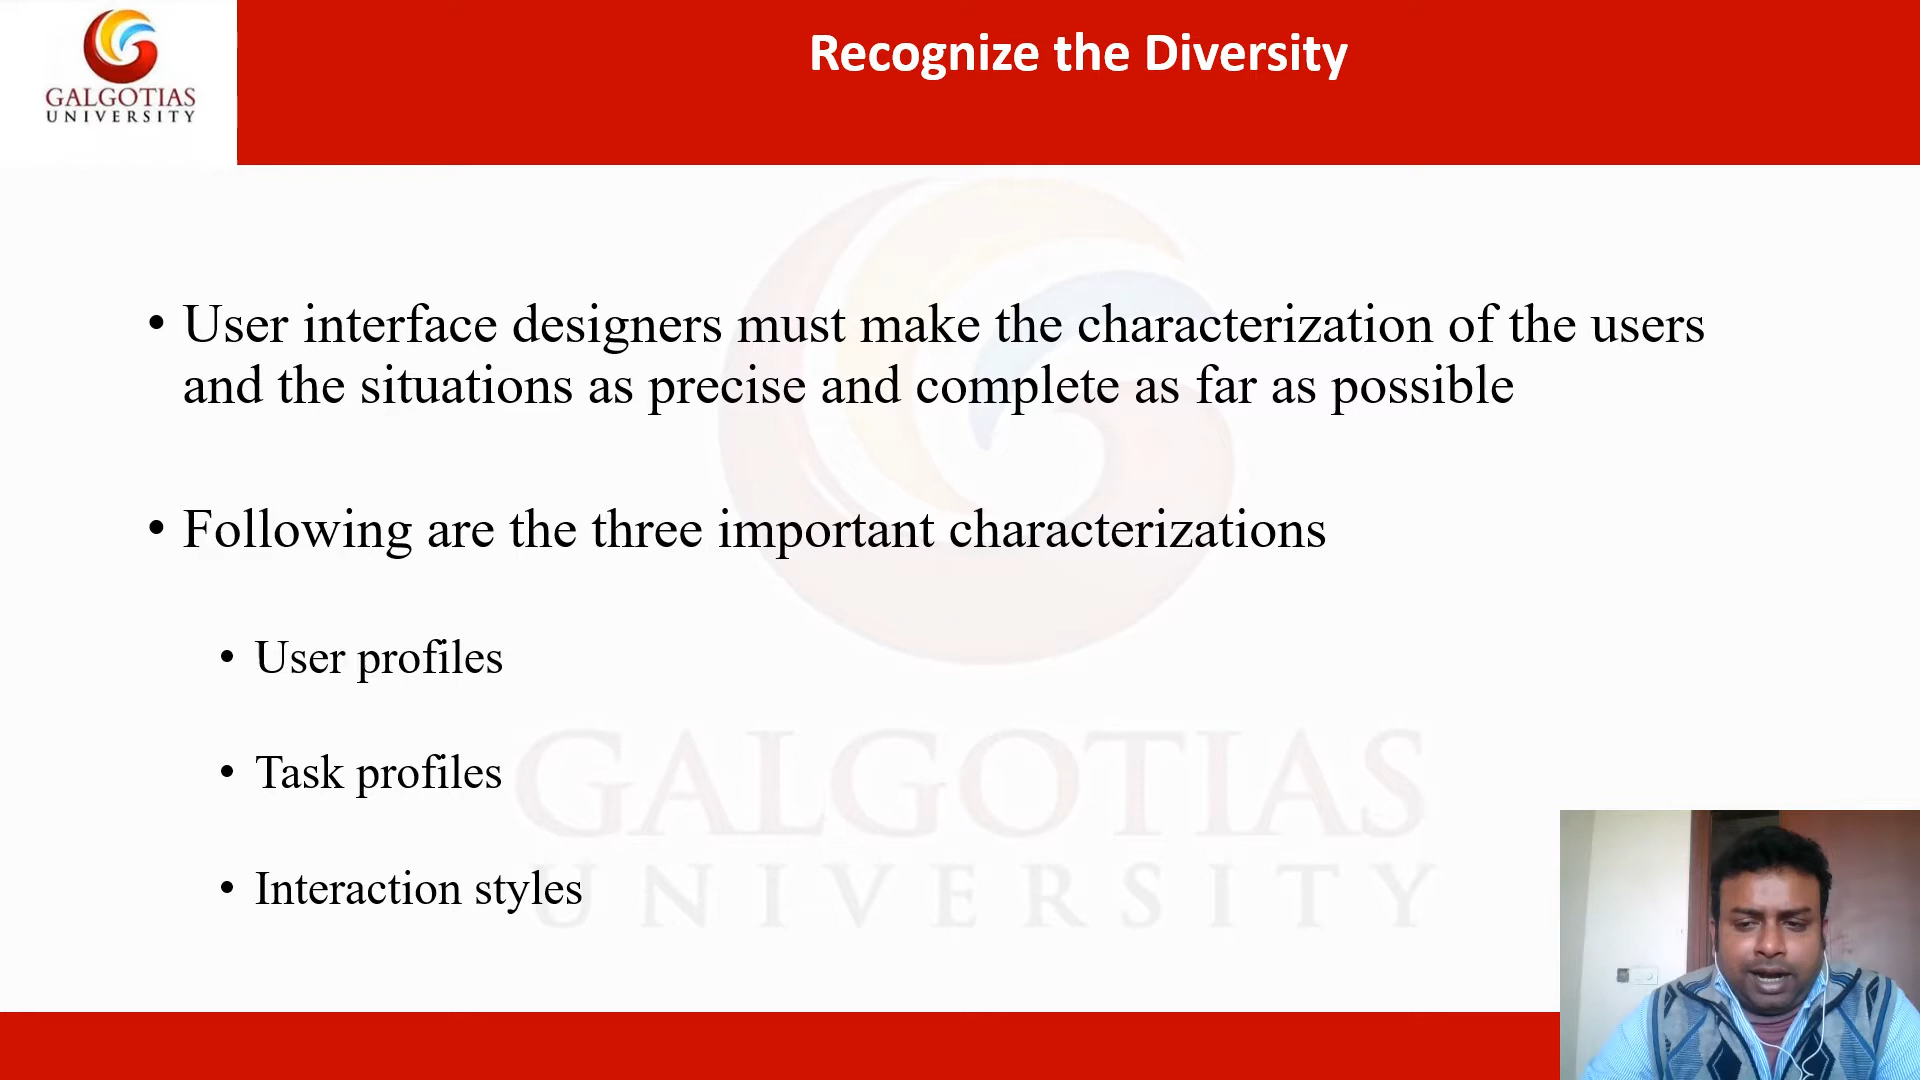 GALGOTIAS
UNIVERSITY
Recognize the Diversity
• User interface designers must make the characterization of the users
and the situations as precise and complete as far as possible
• Following are the three important characterizations
• User profiles
• Task profiles
• Interaction styles
GALGOTIAS
UNIVERSITY